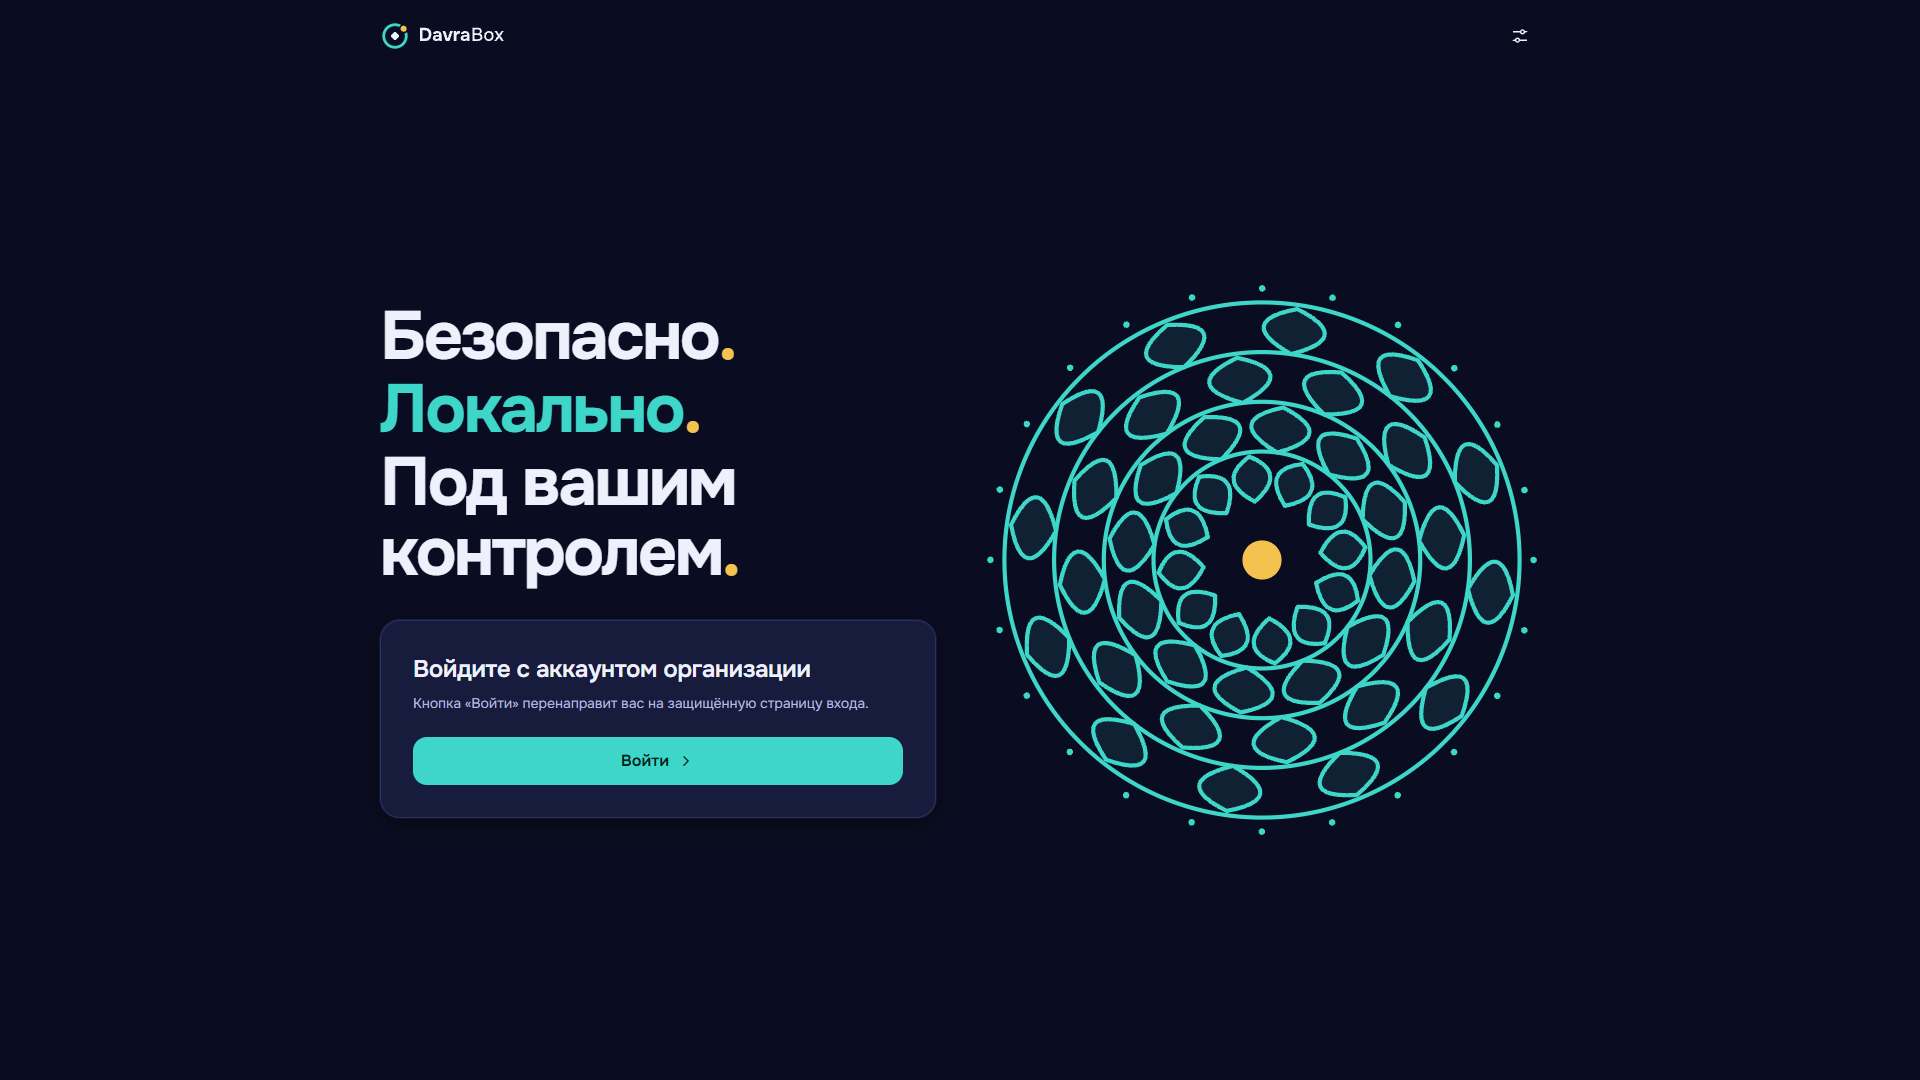 DavraBox
Безопасно.
Локально.
Под вашим
контролем.
Войдите с аккаунтом организации
Кнопка «Войти» перенаправит вас на защищённую страницу входа.
Войти